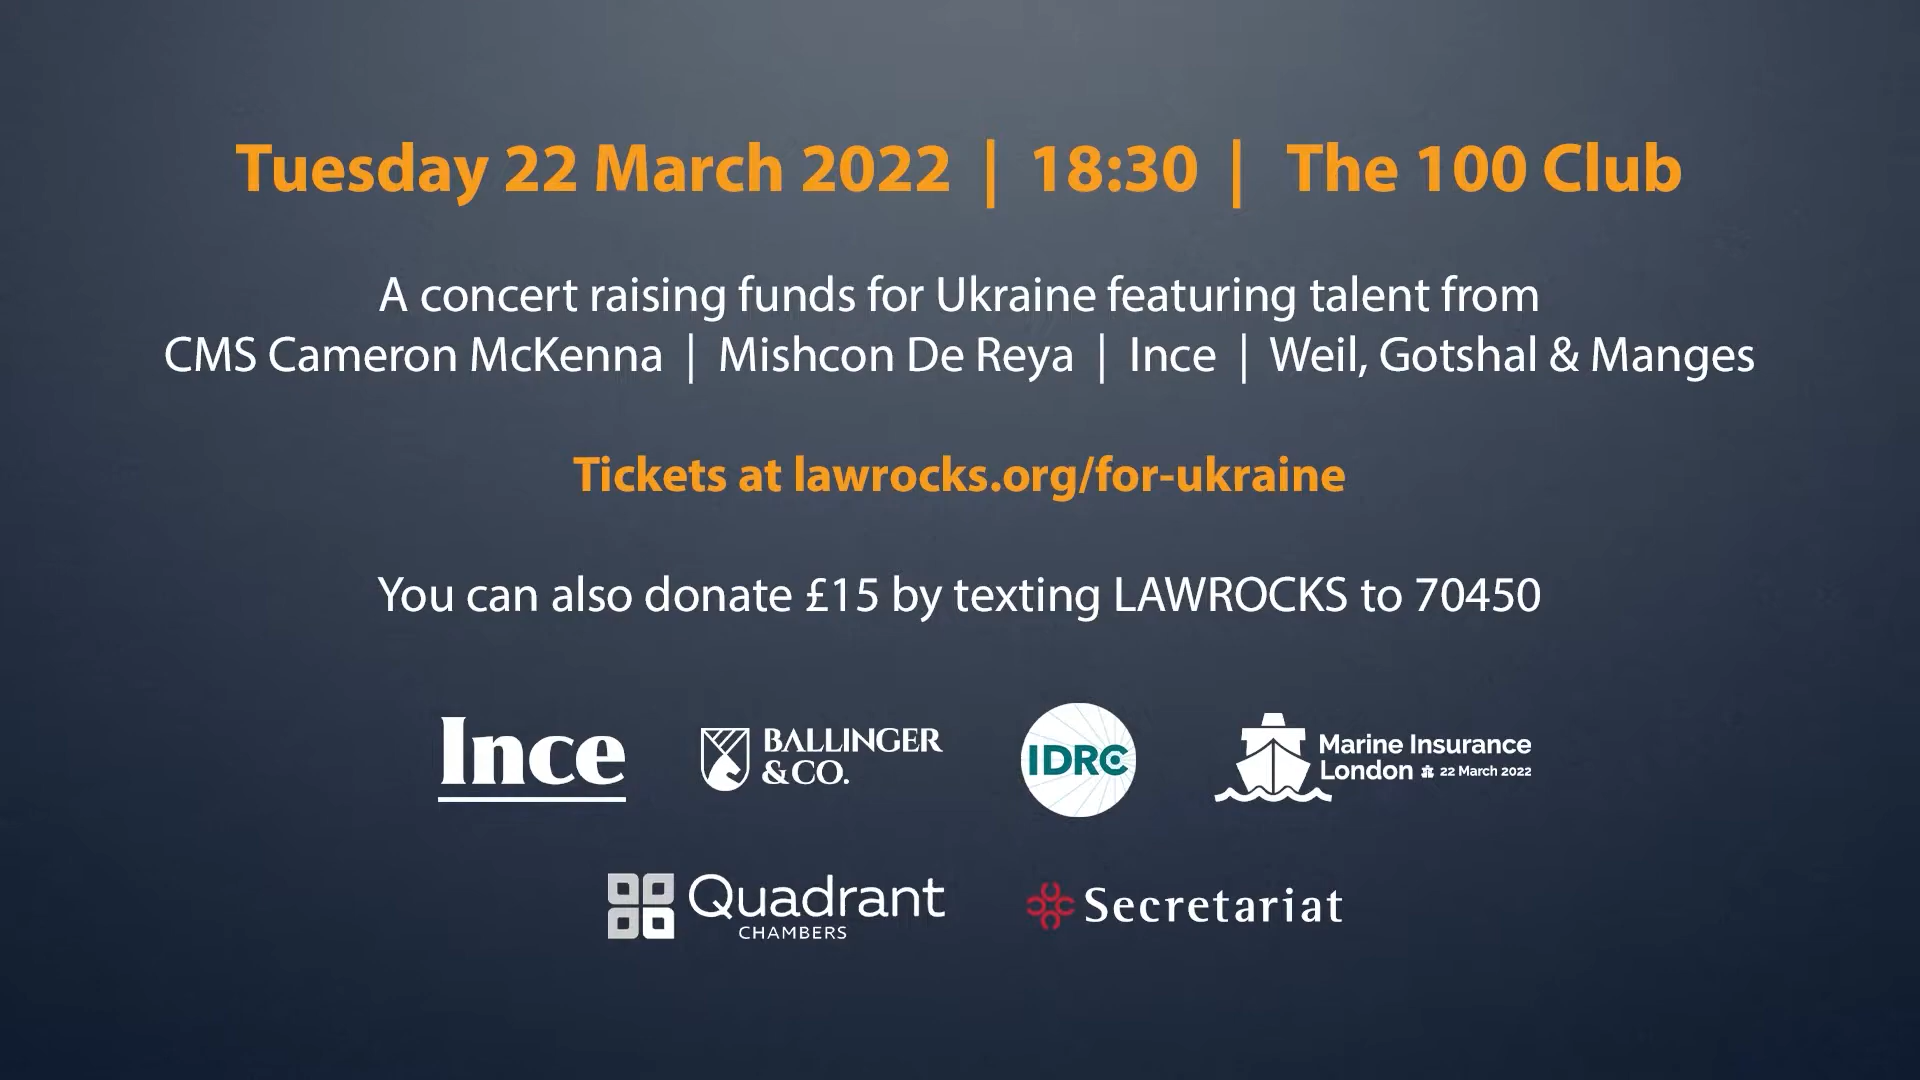 Tuesday 22 March 2022 | 18:30 | The 100 Club
A concert raising funds for Ukraine featuring talent from
CMS Cameron McKenna | Mishcon De Reya | Ince | Weil, Gotshal & Manges
Tickets at lawrocks.org/for-ukraine
You can also donate £15 by texting LAWROCKS to 70450
Ince
BALLINGER
& CO.
IDRC
Marine Insurance
London 22 March 2022
Quadrant
CHAMBERS
Secretariat